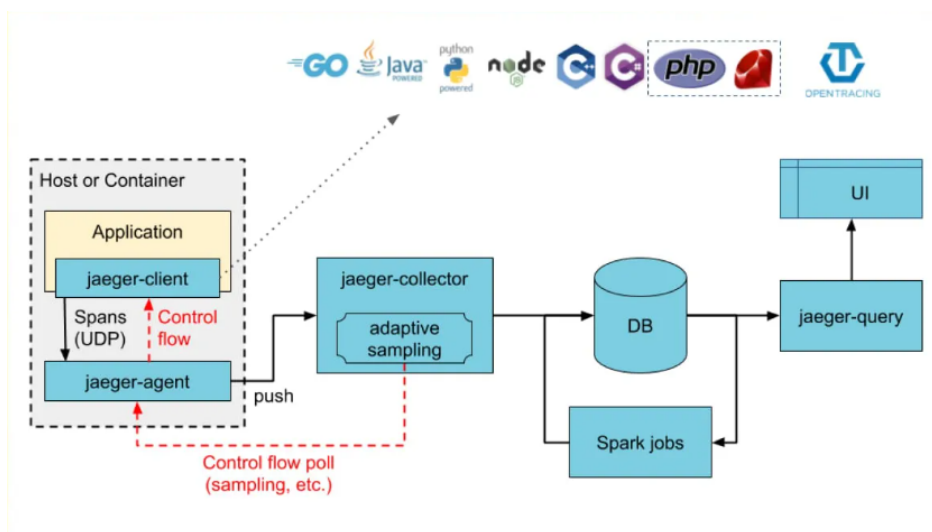 GO
Java
POWERED
python
powered
node
JS
C++
C#
php
OPENTRACING
Host or Container
Application
jaeger-client
Spans
(UDP)
Control
flow
jaeger-agent
push
jaeger-collector
adaptive
sampling
Control flow poll
(sampling, etc.)
DB
Spark jobs
UI
jaeger-query